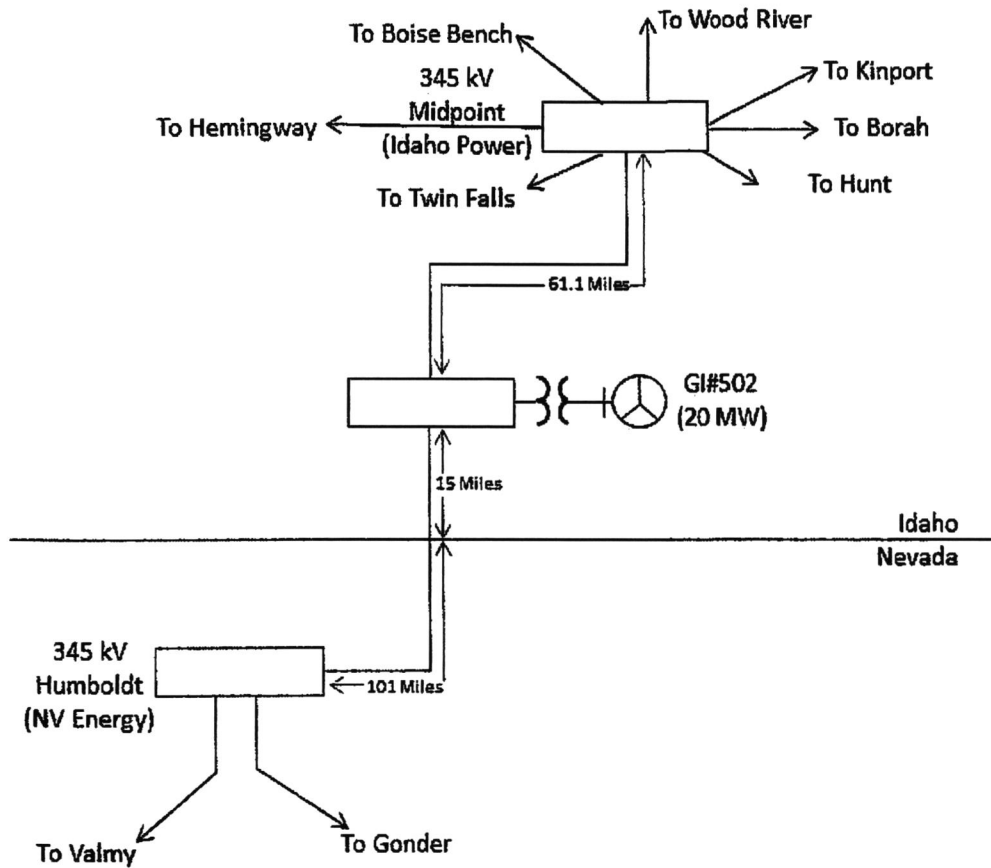 To Wood River
To Boise Bench
345 kV
Midpoint
(Idaho Power)
To Kinport
To Hemingway
To Borah
To Twin Falls
To Hunt
61.1 Miles
GI#502
(20 MW)
15 Miles
Idaho
Nevada
345 kV
Humboldt
(NV Energy)
101 Miles
To Valmy
To Gonder